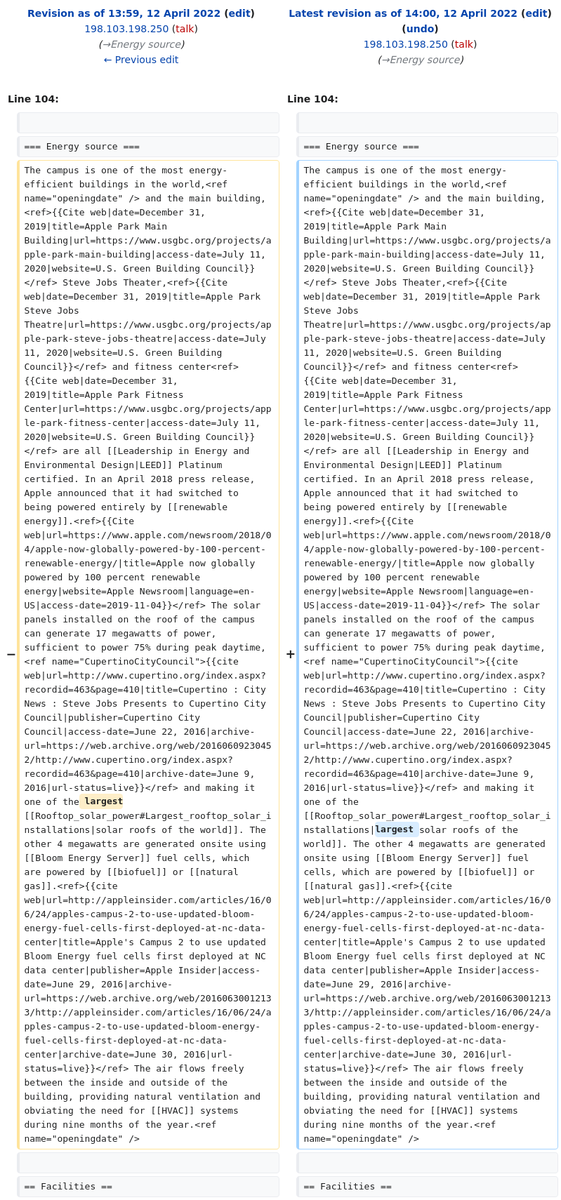 Revision as of 13:59, 12 April 2022 (edit)
198.103.198.250 (talk)
(→Energy source)
← Previous edit
Latest revision as of 14:00, 12 April 2022 (edit)
(undo)
198.103.198.250 (talk)
(→Energy source)
Line 104:
Line 104:
=== Energy source ===
=== Energy source ===
−
The campus is one of the most energy-
efficient buildings in the world,<ref
name="openingdate" /> and the main building,
<ref>{{Cite web|date=December 31,
2019|title=Apple Park Main
Building|url=https://www.usgbc.org/projects/a
pple-park-main-building|access-date=July 11,
2020|website=U.S. Green Building Council}}
</ref> Steve Jobs Theater,<ref>{{Cite
web|date=December 31, 2019|title=Apple Park
Steve Jobs
Theatre|url=https://www.usgbc.org/projects/ap
ple-park-steve-jobs-theatre|access-date=July
11, 2020|website=U.S. Green Building
Council}}</ref> and fitness center<ref>
{{Cite web|date=December 31,
2019|title=Apple Park Fitness
Center|url=https://www.usgbc.org/projects/app
le-park-fitness-center|access-date=July 11,
2020|website=U.S. Green Building Council}}
</ref> are all [[Leadership in Energy and
Environmental Design|LEED]] Platinum
certified. In an April 2018 press release,
Apple announced that it had switched to
being powered entirely by [[renewable
energy]].<ref>{{Cite
web|url=https://www.apple.com/newsroom/2018/0
4/apple-now-globally-powered-by-100-percent-
renewable-energy/|title=Apple now globally
powered by 100 percent renewable
energy|website=Apple Newsroom|language=en-
US|access-date=2019-11-04}}</ref> The solar
panels installed on the roof of the campus
can generate 17 megawatts of power,
sufficient to power 75% during peak daytime,
<ref name="CupertinoCityCouncil">{{cite
web|url=http://www.cupertino.org/index.aspx?
recordid=463&page=410|title=Cupertino : City
News : Steve Jobs Presents to Cupertino City
Council|publisher=Cupertino City
Council|access-date=June 22, 2016|archive-
url=https://web.archive.org/web/2016060923045
2/http://www.cupertino.org/index.aspx?
recordid=463&page=410|archive-date=June 9,
2016|url-status=live}}</ref> and making it
one of the largest
[[Rooftop_solar_power#Largest_rooftop_solar_i
nstallations|solar roofs of the world]]. The
other 4 megawatts are generated onsite using
[[Bloom Energy Server]] fuel cells, which
are powered by [[biofuel]] or [[natural
gas]].<ref>{{cite
web|url=http://appleinsider.com/articles/16/0
6/24/apples-campus-2-to-use-updated-bloom-
energy-fuel-cells-first-deployed-at-nc-data-
center|title=Apple's Campus 2 to use updated
Bloom Energy fuel cells first deployed at NC
data center|publisher=Apple Insider|access-
date=June 29, 2016|archive-
url=https://web.archive.org/web/2016063001213
3/http://appleinsider.com/articles/16/06/24/a
pples-campus-2-to-use-updated-bloom-energy-
fuel-cells-first-deployed-at-nc-data-
center|archive-date=June 30, 2016|url-
status=live}}</ref> The air flows freely
between the inside and outside of the
building, providing natural ventilation and
obviating the need for [[HVAC]] systems
during nine months of the year.<ref
name="openingdate" />
+
The campus is one of the most energy-
efficient buildings in the world,<ref
name="openingdate" /> and the main building,
<ref>{{Cite web|date=December 31,
2019|title=Apple Park Main
Building|url=https://www.usgbc.org/projects/a
pple-park-main-building|access-date=July 11,
2020|website=U.S. Green Building Council}}
</ref> Steve Jobs Theater,<ref>{{Cite
web|date=December 31, 2019|title=Apple Park
Steve Jobs
Theatre|url=https://www.usgbc.org/projects/ap
ple-park-steve-jobs-theatre|access-date=July
11, 2020|website=U.S. Green Building
Council}}</ref> and fitness center<ref>
{{Cite web|date=December 31,
2019|title=Apple Park Fitness
Center|url=https://www.usgbc.org/projects/app
le-park-fitness-center|access-date=July 11,
2020|website=U.S. Green Building Council}}
</ref> are all [[Leadership in Energy and
Environmental Design|LEED]] Platinum
certified. In an April 2018 press release,
Apple announced that it had switched to
being powered entirely by [[renewable
energy]].<ref>{{Cite
web|url=https://www.apple.com/newsroom/2018/0
4/apple-now-globally-powered-by-100-percent-
renewable-energy/|title=Apple now globally
powered by 100 percent renewable
energy|website=Apple Newsroom|language=en-
US|access-date=2019-11-04}}</ref> The solar
panels installed on the roof of the campus
can generate 17 megawatts of power,
sufficient to power 75% during peak daytime,
<ref name="CupertinoCityCouncil">{{cite
web|url=http://www.cupertino.org/index.aspx?
recordid=463&page=410|title=Cupertino : City
News : Steve Jobs Presents to Cupertino City
Council|publisher=Cupertino City
Council|access-date=June 22, 2016|archive-
url=https://web.archive.org/web/2016060923045
2/http://www.cupertino.org/index.aspx?
recordid=463&page=410|archive-date=June 9,
2016|url-status=live}}</ref> and making it
one of the
[[Rooftop_solar_power#Largest_rooftop_solar_i
nstallations|largest solar roofs of the
world]]. The other 4 megawatts are generated
onsite using [[Bloom Energy Server]] fuel
cells, which are powered by [[biofuel]] or
[[natural gas]].<ref>{{cite
web|url=http://appleinsider.com/articles/16/0
6/24/apples-campus-2-to-use-updated-bloom-
energy-fuel-cells-first-deployed-at-nc-data-
center|title=Apple's Campus 2 to use updated
Bloom Energy fuel cells first deployed at NC
data center|publisher=Apple Insider|access-
date=June 29, 2016|archive-
url=https://web.archive.org/web/2016063001213
3/http://appleinsider.com/articles/16/06/24/a
pples-campus-2-to-use-updated-bloom-energy-
fuel-cells-first-deployed-at-nc-data-
center|archive-date=June 30, 2016|url-
status=live}}</ref> The air flows freely
between the inside and outside of the
building, providing natural ventilation and
obviating the need for [[HVAC]] systems
during nine months of the year.<ref
name="openingdate" />
== Facilities ==
== Facilities ==